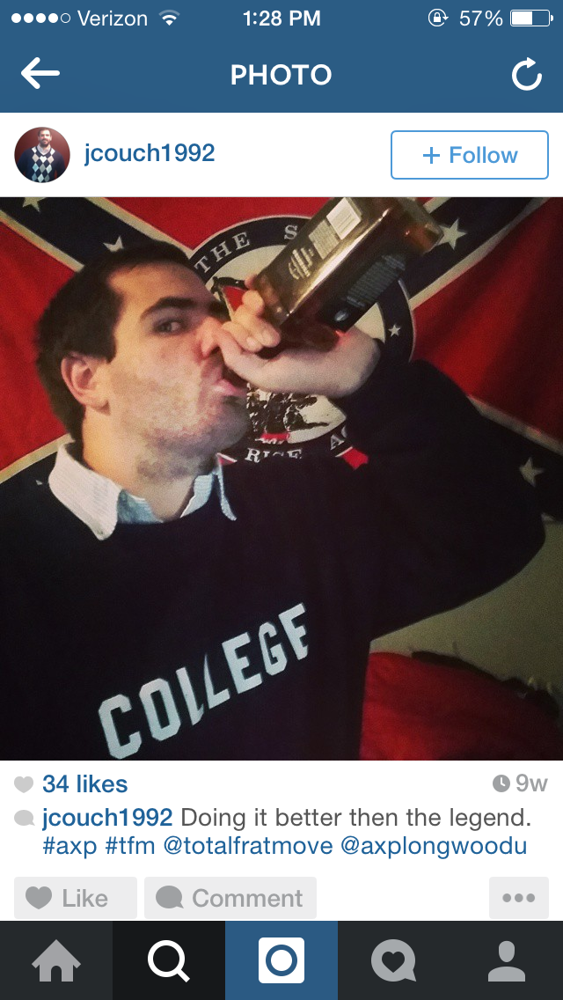 Verizon 1:28 PM 57%
PHOTO
jcouch1992 + Follow
THE S
RISE A
COLLEGE
34 likes 9w
jcouch1992 Doing it better then the legend.
#axp #tfm @totalfratmove @axplongwoodu
Like Comment